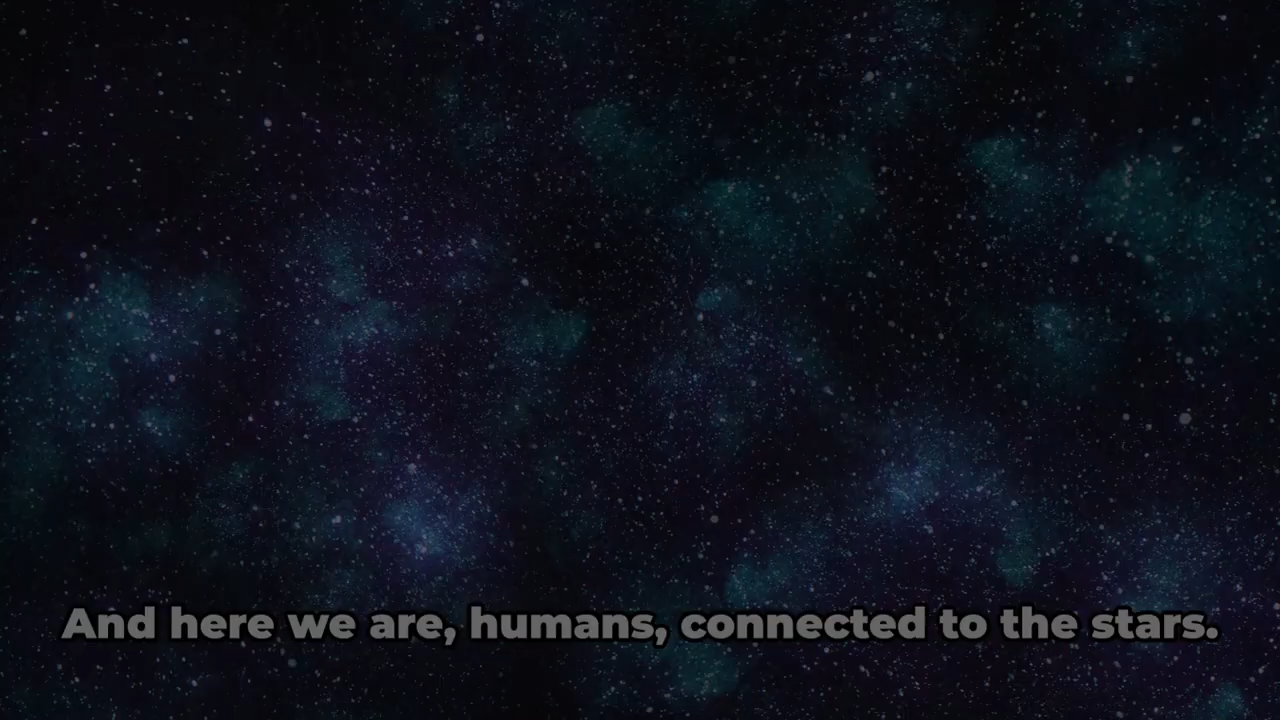 And here we are, humans, connected to the stars.